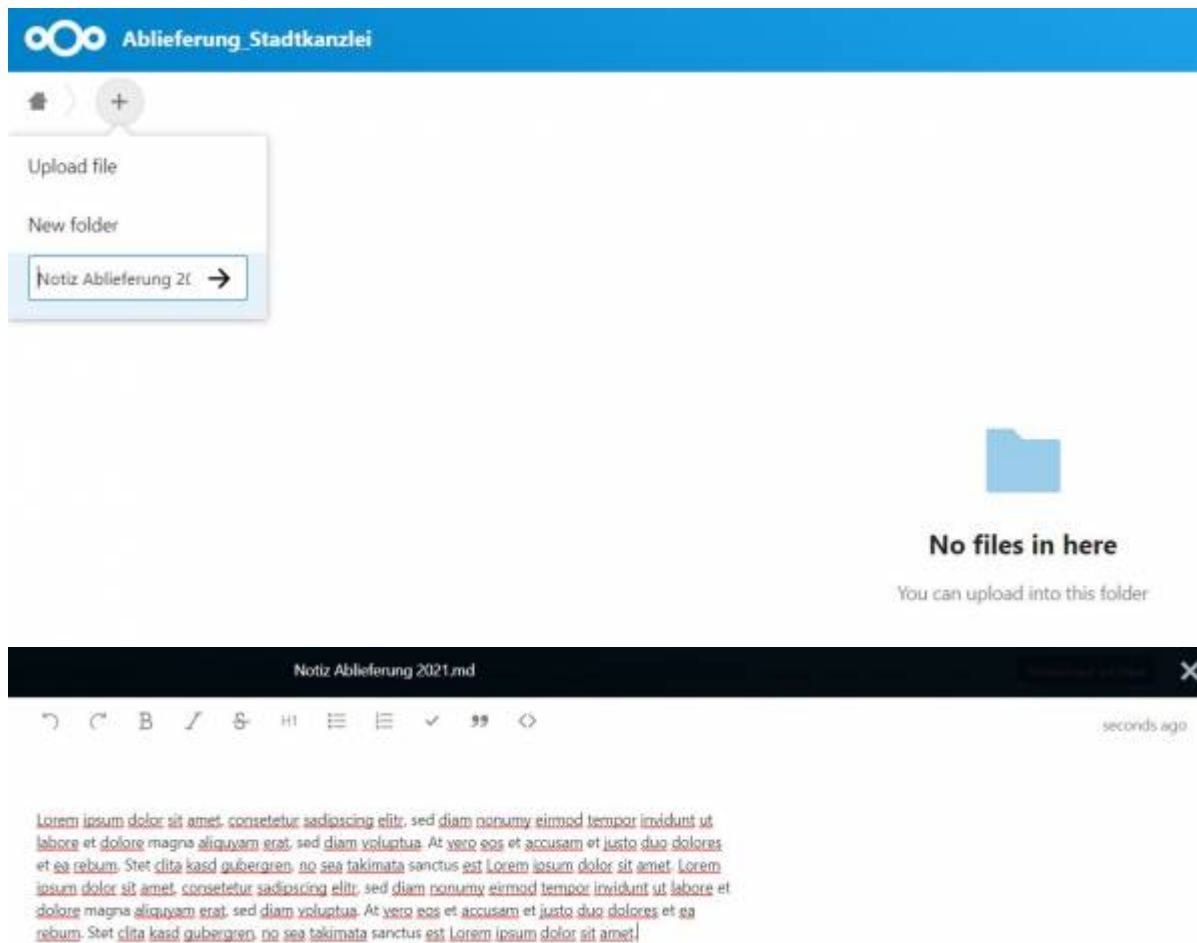 Ablieferung_Stadtkanzlei
+
Upload file
New folder
Notiz Ablieferung 20
No files in here
You can upload into this folder
Notiz Ablieferung 2021.md
B I S H1
seconds ago
Lorem ipsum dolor sit amet, consetetur sadipscing elitr, sed diam nonumy eirmod tempor invidunt ut
labore et dolore magna aliquyam erat, sed diam voluptua. At vero eos et accusam et justo duo dolores
et ea rebum. Stet clita kasd gubergren, no sea takimata sanctus est Lorem ipsum dolor sit amet. Lorem
ipsum dolor sit amet, consetetur sadipscing elitr, sed diam nonumy eirmod tempor invidunt ut labore et
dolore magna aliquyam erat, sed diam voluptua. At vero eos et accusam et justo duo dolores et ea
rebum. Stet clita kasd gubergren, no sea takimata sanctus est Lorem ipsum dolor sit amet.